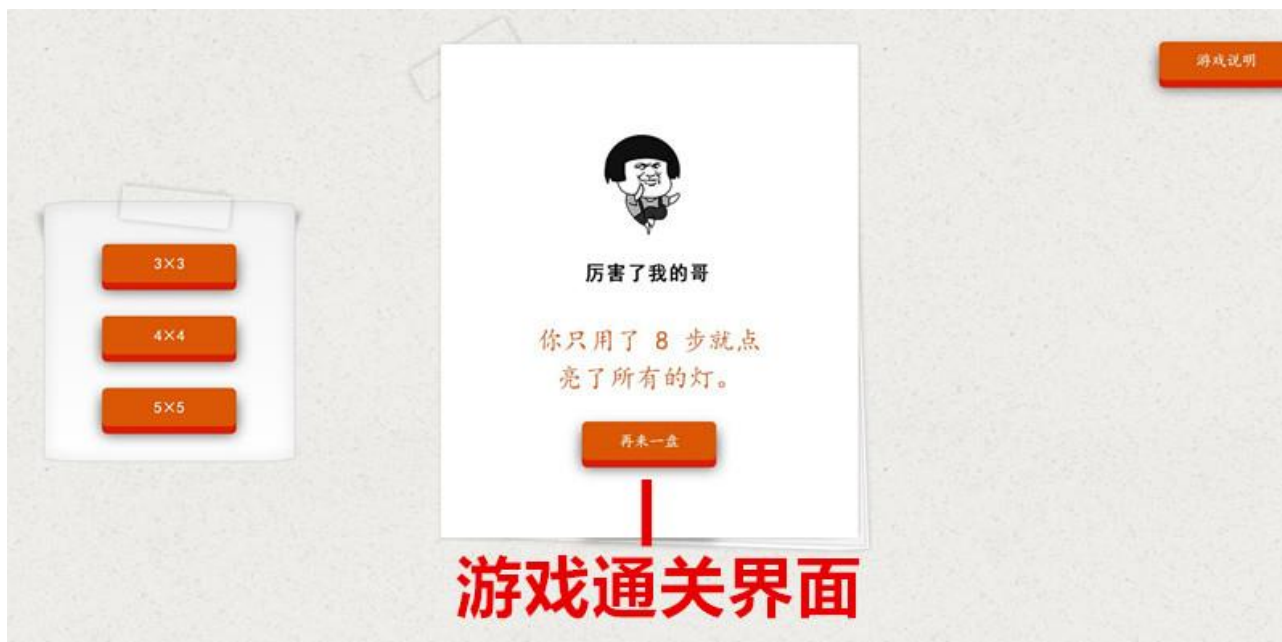 游戏说明
3×3
4×4
5×5
厉害了我的哥
你只用了 8 步就点
亮了所有的灯。
再来一盘
游戏通关界面